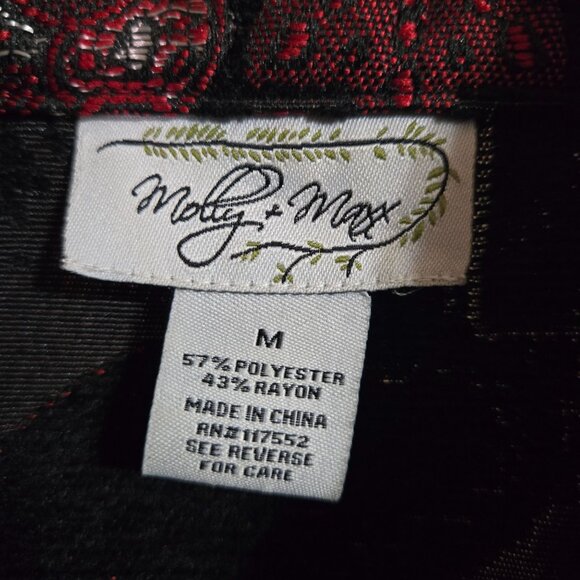 Molly + Maxx
M
57% POLYESTER
43% RAYON
MADE IN CHINA
RN#117552
SEE REVERSE
FOR CARE